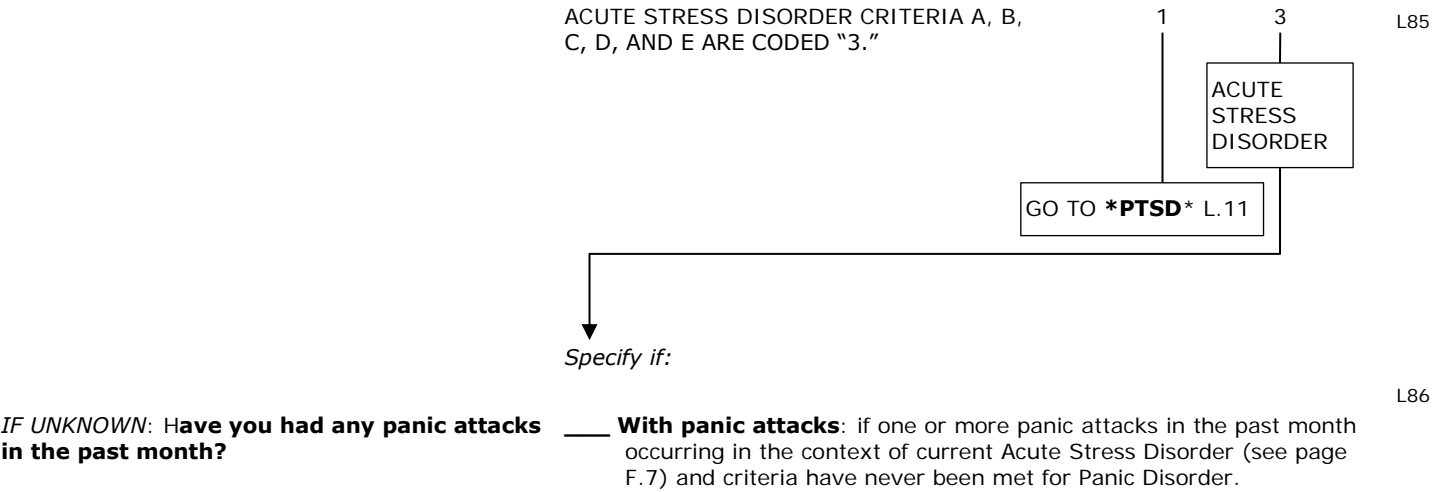 ACUTE STRESS DISORDER CRITERIA A, B, 1 3 L85
C, D, AND E ARE CODED “3.”
ACUTE
STRESS
DISORDER
GO TO *PTSD* L.11
Specify if:
L86
IF UNKNOWN: Have you had any panic attacks ___ With panic attacks: if one or more panic attacks in the past month
in the past month? occurring in the context of current Acute Stress Disorder (see page
F.7) and criteria have never been met for Panic Disorder.